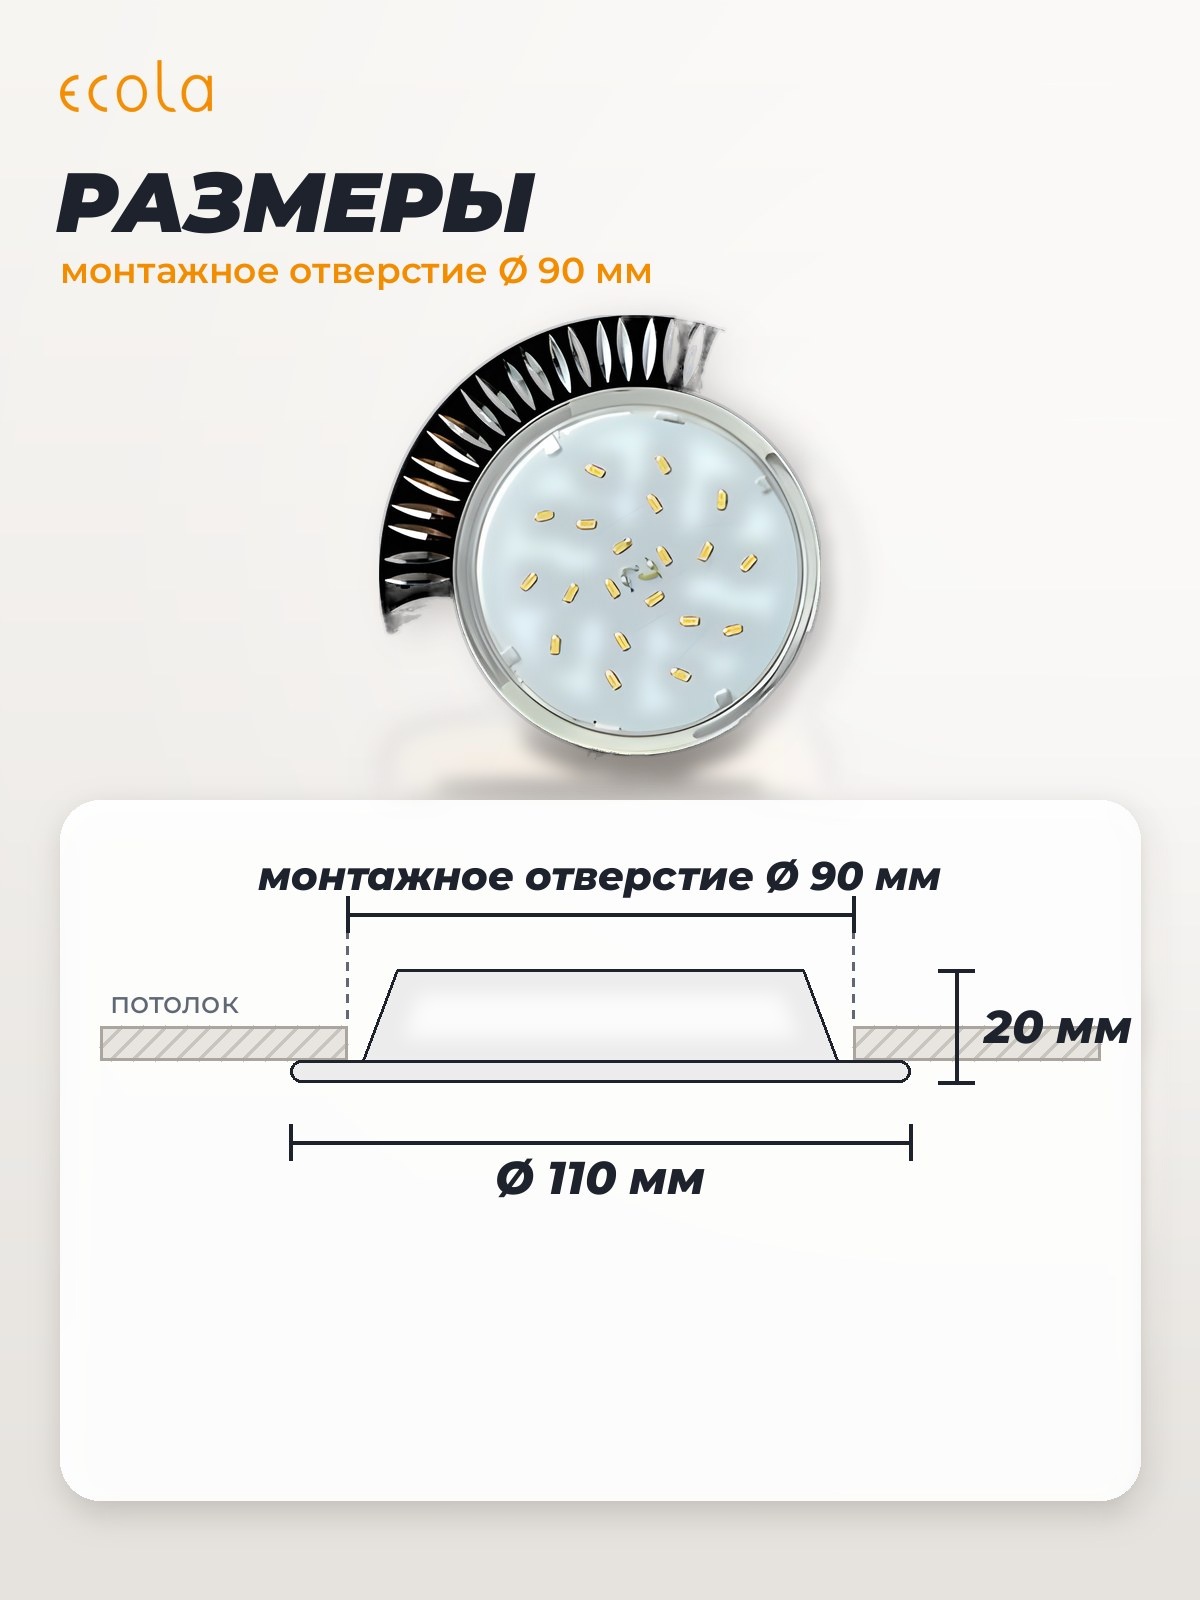 ecola
РАЗМЕРЫ
монтажное отверстие Ø 90 мм
монтажное отверстие Ø 90 мм
потолок
20 мм
Ø 110 мм